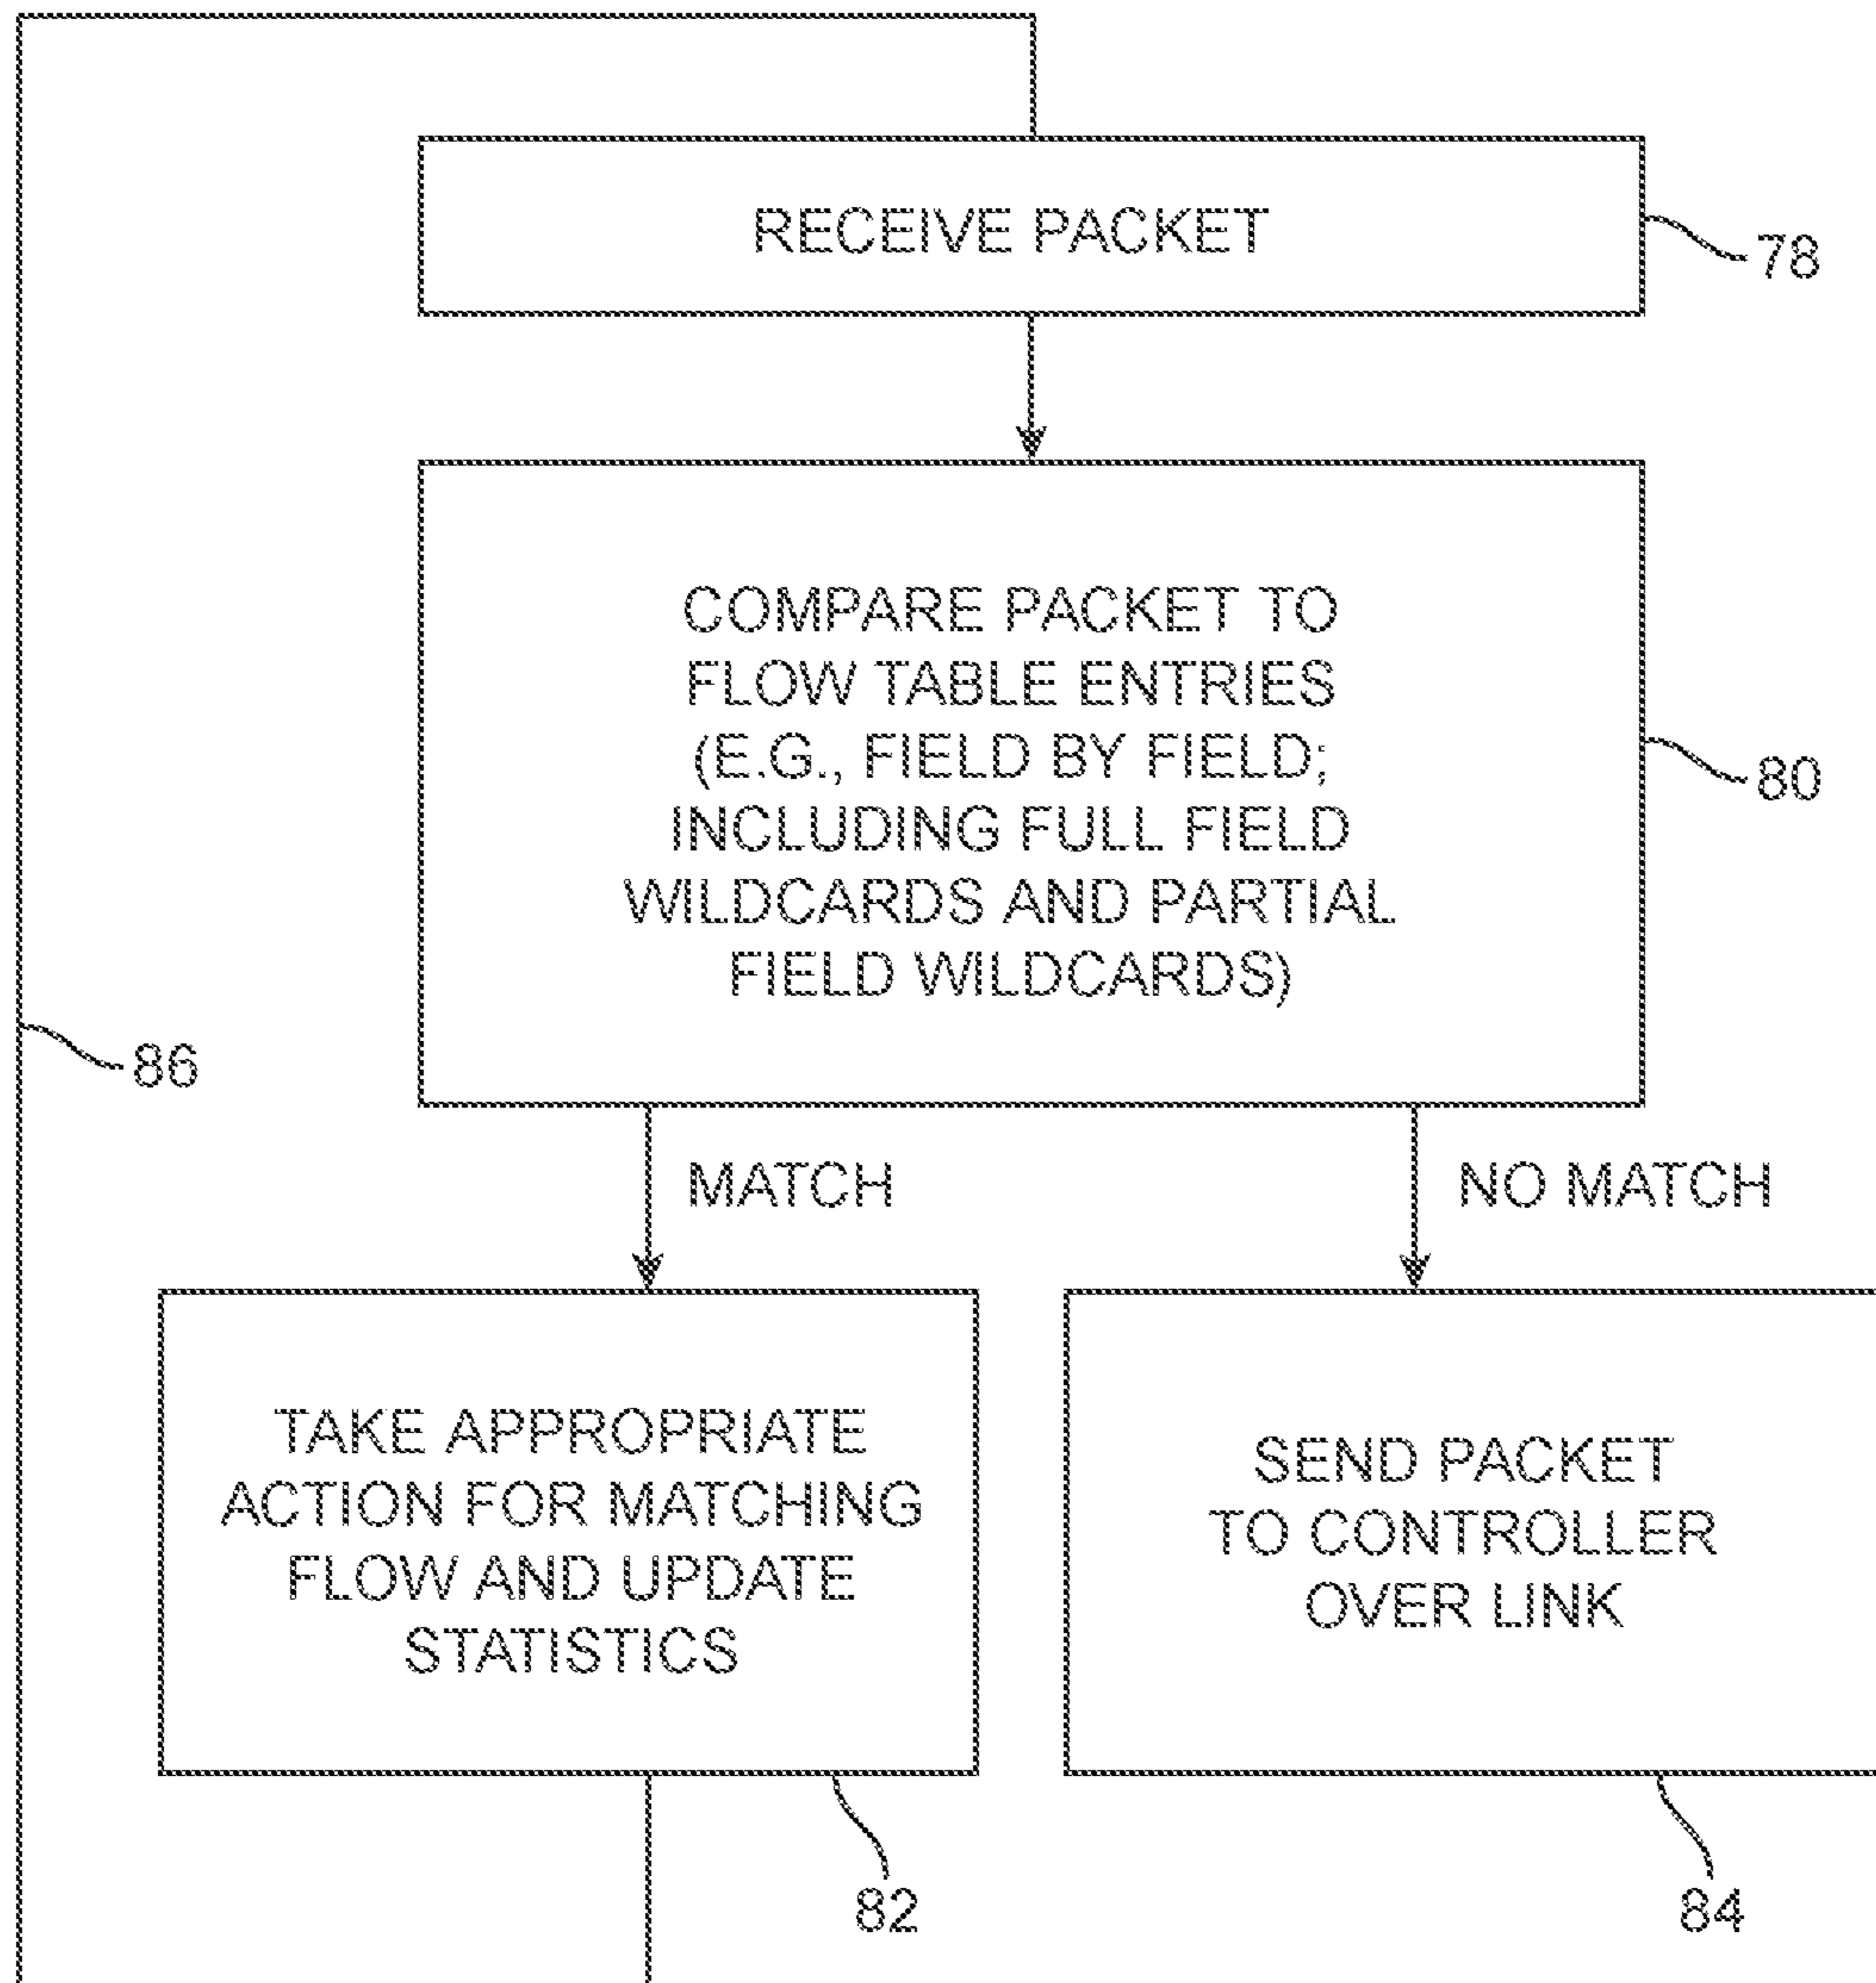 RECEIVE PACKET
78
COMPARE PACKET TO
FLOW TABLE ENTRIES
(E.G., FIELD BY FIELD;
INCLUDING FULL FIELD
WILDCARDS AND PARTIAL
FIELD WILDCARDS)
80
86
MATCH
NO MATCH
TAKE APPROPRIATE
ACTION FOR MATCHING
FLOW AND UPDATE
STATISTICS
SEND PACKET
TO CONTROLLER
OVER LINK
82
84